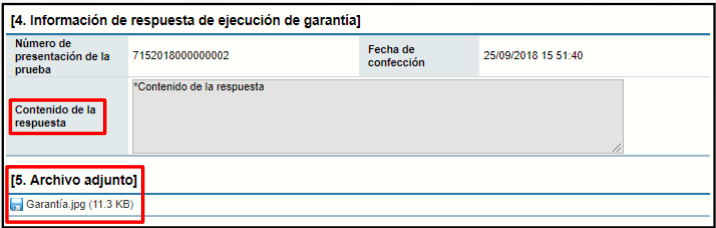 [4. Información de respuesta de ejecución de garantía]
Número de
presentación de la
prueba
7152018000000002
Fecha de
confección
25/09/2018 15 51:40
Contenido de la
respuesta
*Contenido de la respuesta
[5. Archivo adjunto]
Garantía.jpg (11.3 KB)